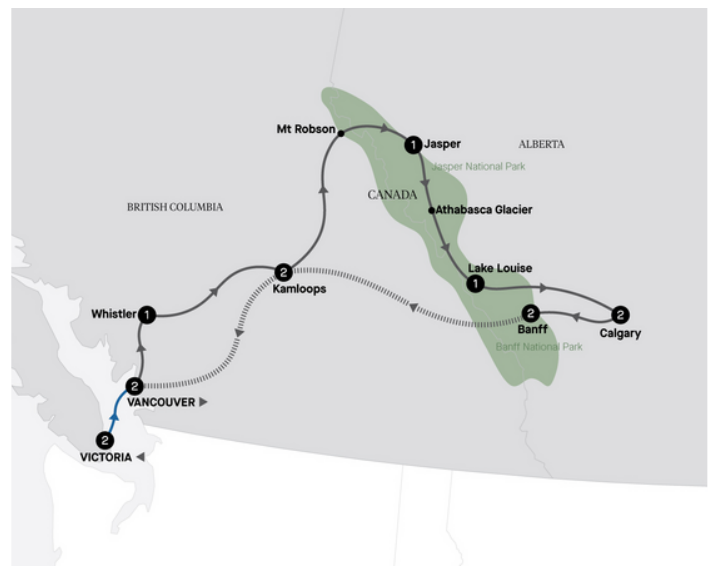 Mt Robson
1 Jasper
ALBERTA
Jasper National Park
CANADA
BRITISH COLUMBIA
Athabasca Glacier
2
Kamloops
Lake Louise
1
Whistler 1
2
Banff
2
Calgary
Banff National Park
2
VANCOUVER ▶
2
VICTORIA ◀